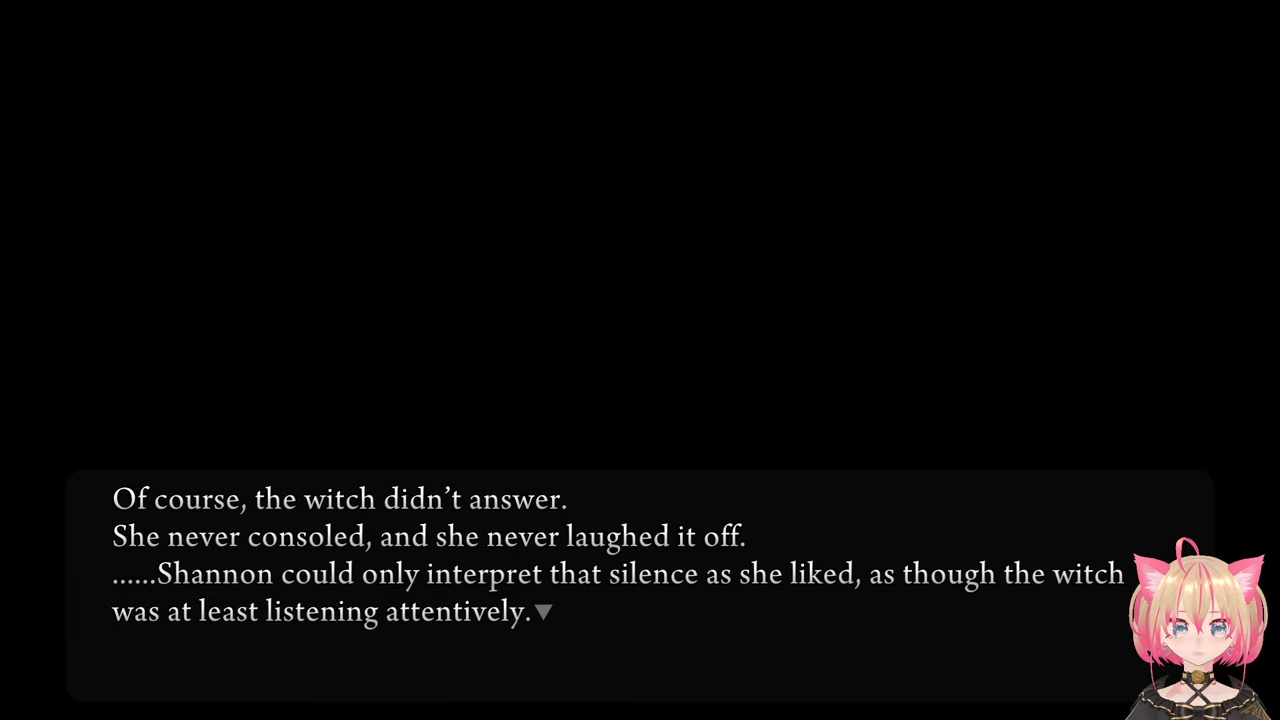 Of course, the witch didn’t answer.
She never consoled, and she never laughed it off.
......Shannon could only interpret that silence as she liked, as though the witch
was at least listening attentively.